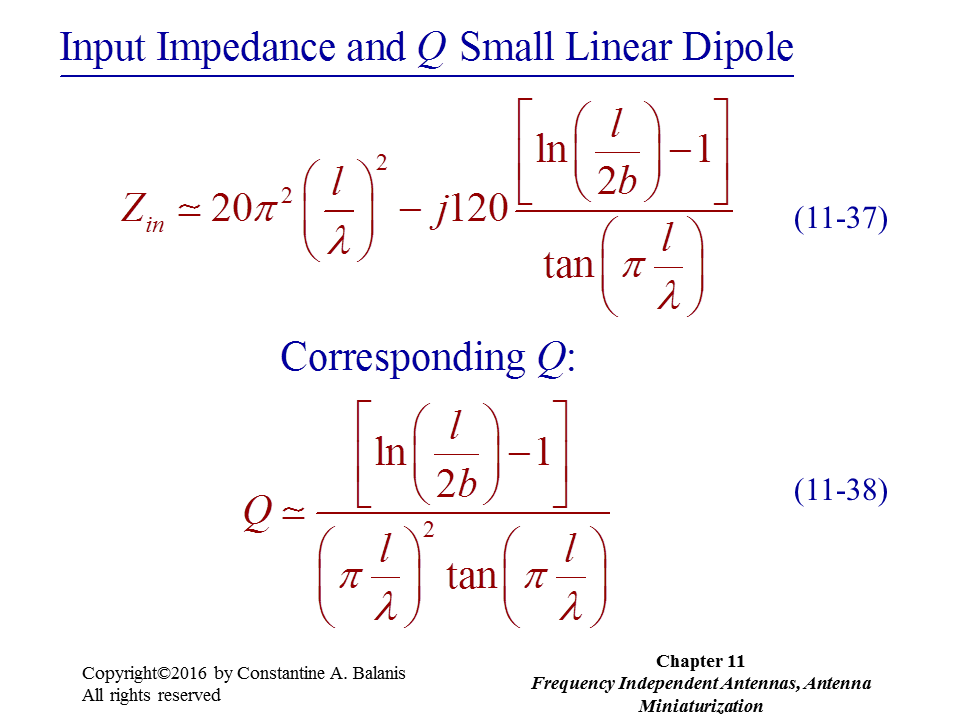 Input Impedance and Q Small Linear Dipole
Z_in ≃ 20π² (l/λ)² − j120 [ln(l/2b) − 1] / tan(π l/λ)
(11-37)
Corresponding Q:
Q ≃ [ln(l/2b) − 1] / (π l/λ)² tan(π l/λ)
(11-38)
Copyright©2016 by Constantine A. Balanis
All rights reserved
Chapter 11
Frequency Independent Antennas, Antenna
Miniaturization